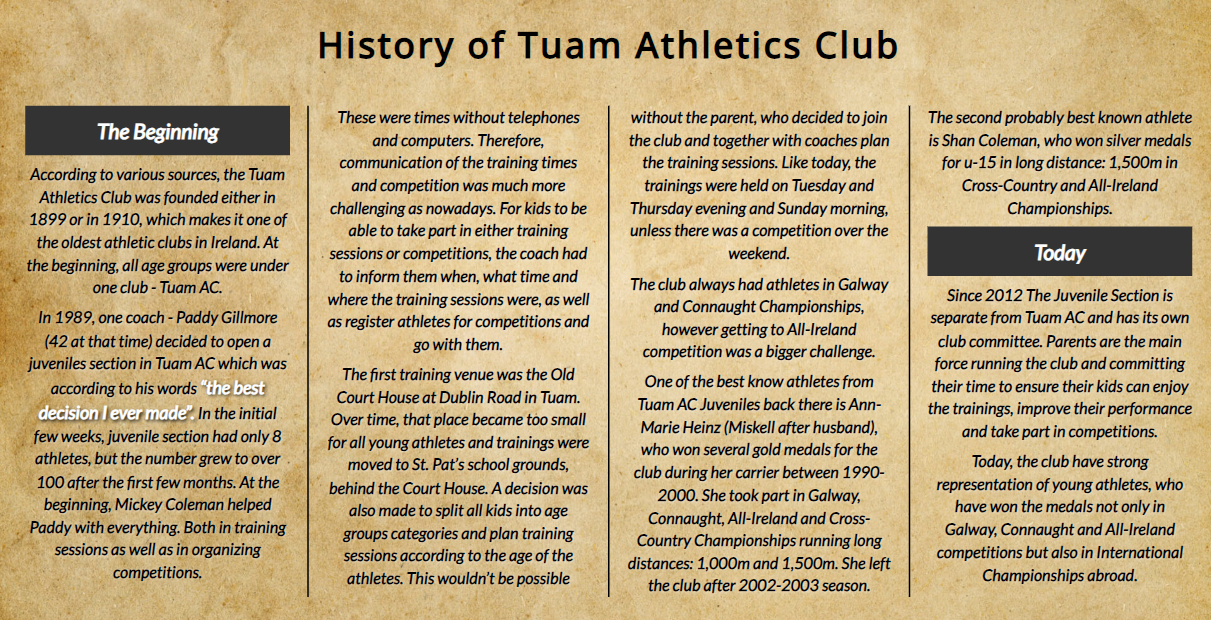 History of Tuam Athletics Club
The Beginning
According to various sources, the Tuam
Athletics Club was founded either in
1899 or in 1910, which makes it one of
the oldest athletic clubs in Ireland. At
the beginning, all age groups were under
one club - Tuam AC.
In 1989, one coach - Paddy Gillmore
(42 at that time) decided to open a
juveniles section in Tuam AC which was
according to his words "the best
decision I ever made". In the initial
few weeks, juvenile section had only 8
athletes, but the number grew to over
100 after the first few months. At the
beginning, Mickey Coleman helped
Paddy with everything. Both in training
sessions as well as in organizing
competitions.
These were times without telephones
and computers. Therefore,
communication of the training times
and competition was much more
challenging as nowadays. For kids to be
able to take part in either training
sessions or competitions, the coach had
to inform them when, what time and
where the training sessions were, as well
as register athletes for competitions and
go with them.
The first training venue was the Old
Court House at Dublin Road in Tuam.
Over time, that place became too small
for all young athletes and trainings were
moved to St. Pat's school grounds,
behind the Court House. A decision was
also made to split all kids into age
groups categories and plan training
sessions according to the age of the
athletes. This wouldn't be possible
without the parent, who decided to join
the club and together with coaches plan
the training sessions. Like today, the
trainings were held on Tuesday and
Thursday evening and Sunday morning,
unless there was a competition over the
weekend.
The club always had athletes in Galway
and Connaught Championships,
however getting to All-Ireland
competition was a bigger challenge.
One of the best know athletes from
Tuam AC Juveniles back there is Ann-
Marie Heinz (Miskell after husband),
who won several gold medals for the
club during her carrier between 1990-
2000. She took part in Galway,
Connaught, All-Ireland and Cross-
Country Championships running long
distances: 1,000m and 1,500m. She left
the club after 2002-2003 season.
The second probably best known athlete
is Shan Coleman, who won silver medals
for u-15 in long distance: 1,500m in
Cross-Country and All-Ireland
Championships.
Today
Since 2012 The Juvenile Section is
separate from Tuam AC and has its own
club committee. Parents are the main
force running the club and committing
their time to ensure their kids can enjoy
the trainings, improve their performance
and take part in competitions.
Today, the club have strong
representation of young athletes, who
have won the medals not only in
Galway, Connaught and All-Ireland
competitions but also in International
Championships abroad.